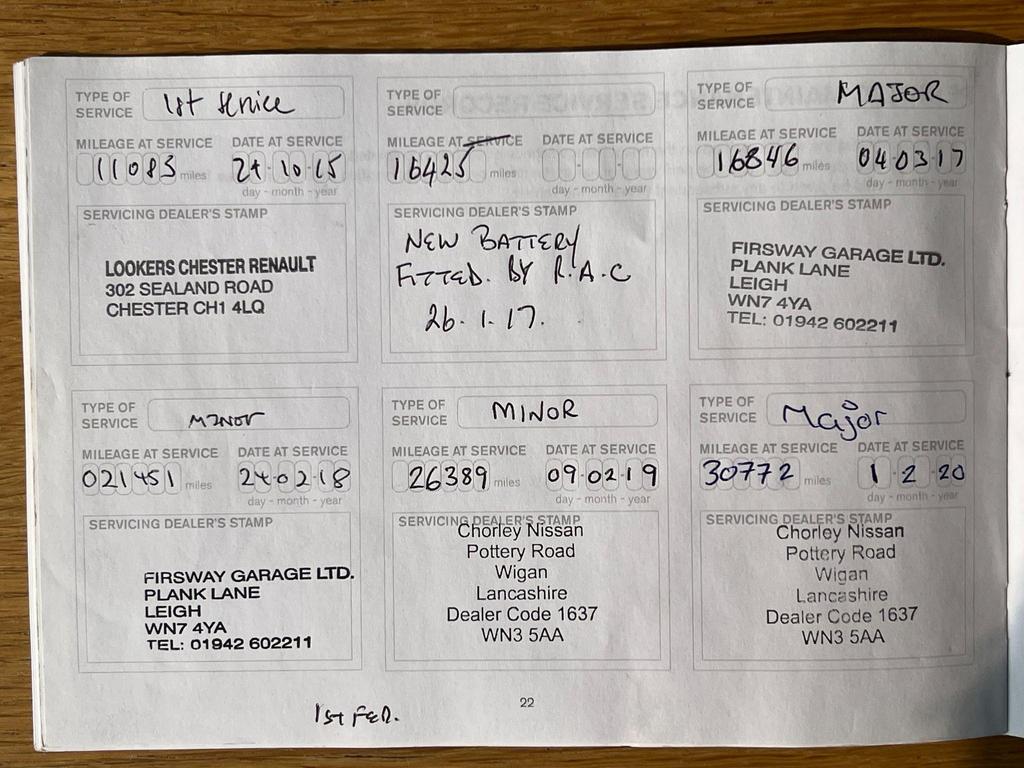 TYPE OF SERVICE 1st Service
MILEAGE AT SERVICE DATE AT SERVICE
11083 miles 27-10-15
day - month - year
SERVICING DEALER'S STAMP
LOOKERS CHESTER RENAULT
302 SEALAND ROAD
CHESTER CH1 4LQ
TYPE OF SERVICE
MILEAGE AT SERVICE DATE AT SERVICE
16425 miles
day - month - year
SERVICING DEALER'S STAMP
NEW BATTERY
FITTED. BY R.A.C
26.1.17.
TYPE OF SERVICE MAJOR
MILEAGE AT SERVICE DATE AT SERVICE
16846 miles 04-03-17
day - month - year
SERVICING DEALER'S STAMP
FIRSWAY GARAGE LTD.
PLANK LANE
LEIGH
WN7 4YA
TEL: 01942 602211
TYPE OF SERVICE MINOR
MILEAGE AT SERVICE DATE AT SERVICE
021451 miles 24-02-18
day - month - year
SERVICING DEALER'S STAMP
FIRSWAY GARAGE LTD.
PLANK LANE
LEIGH
WN7 4YA
TEL: 01942 602211
TYPE OF SERVICE MINOR
MILEAGE AT SERVICE DATE AT SERVICE
26389 miles 09-02-19
day - month - year
SERVICING DEALER'S STAMP
Chorley Nissan
Pottery Road
Wigan
Lancashire
Dealer Code 1637
WN3 5AA
TYPE OF SERVICE Major
MILEAGE AT SERVICE DATE AT SERVICE
30772 miles 1-2-20
day - month - year
SERVICING DEALER'S STAMP
Chorley Nissan
Pottery Road
Wigan
Lancashire
Dealer Code 1637
WN3 5AA
22
1st FEB.